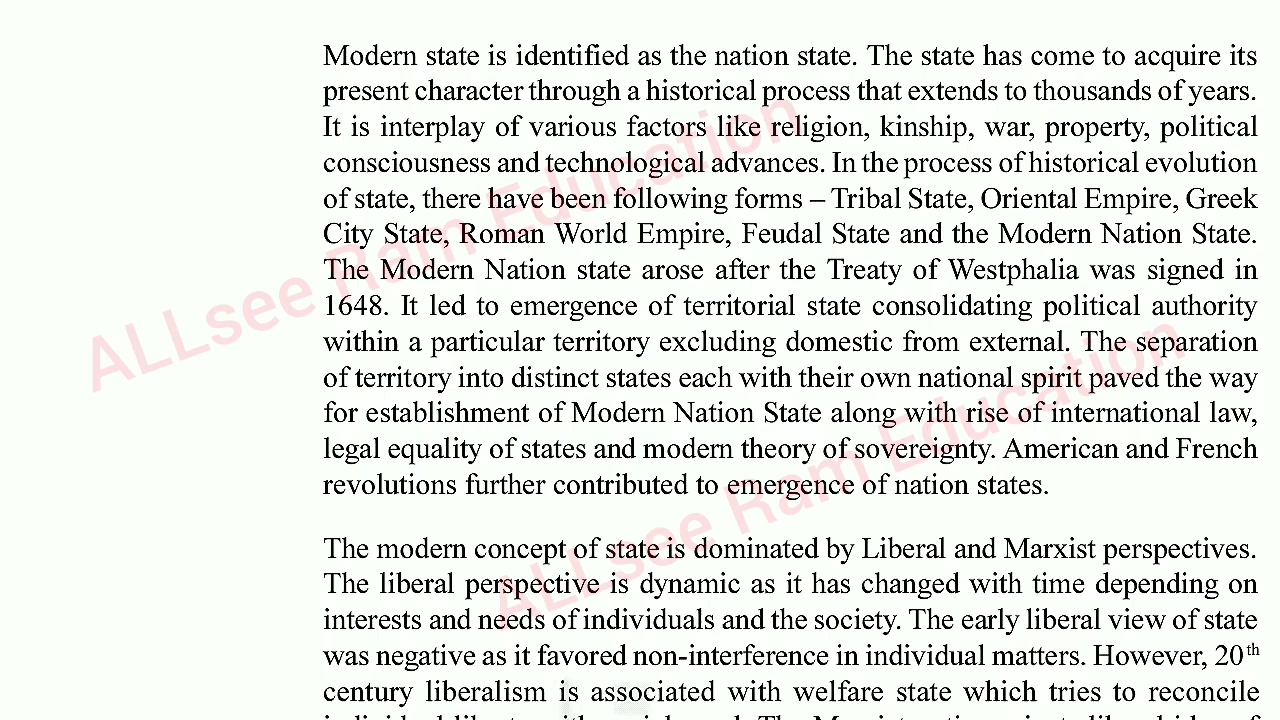 Modern state is identified as the nation state. The state has come to acquire its
present character through a historical process that extends to thousands of years.
It is interplay of various factors like religion, kinship, war, property, political
consciousness and technological advances. In the process of historical evolution
of state, there have been following forms – Tribal State, Oriental Empire, Greek
City State, Roman World Empire, Feudal State and the Modern Nation State.
The Modern Nation state arose after the Treaty of Westphalia was signed in
1648. It led to emergence of territorial state consolidating political authority
within a particular territory excluding domestic from external. The separation
of territory into distinct states each with their own national spirit paved the way
for establishment of Modern Nation State along with rise of international law,
legal equality of states and modern theory of sovereignty. American and French
revolutions further contributed to emergence of nation states.
The modern concept of state is dominated by Liberal and Marxist perspectives.
The liberal perspective is dynamic as it has changed with time depending on
interests and needs of individuals and the society. The early liberal view of state
was negative as it favored non-interference in individual matters. However, 20th
century liberalism is associated with welfare state which tries to reconcile
ALLsee Ram Education
ALLsee Ram Education